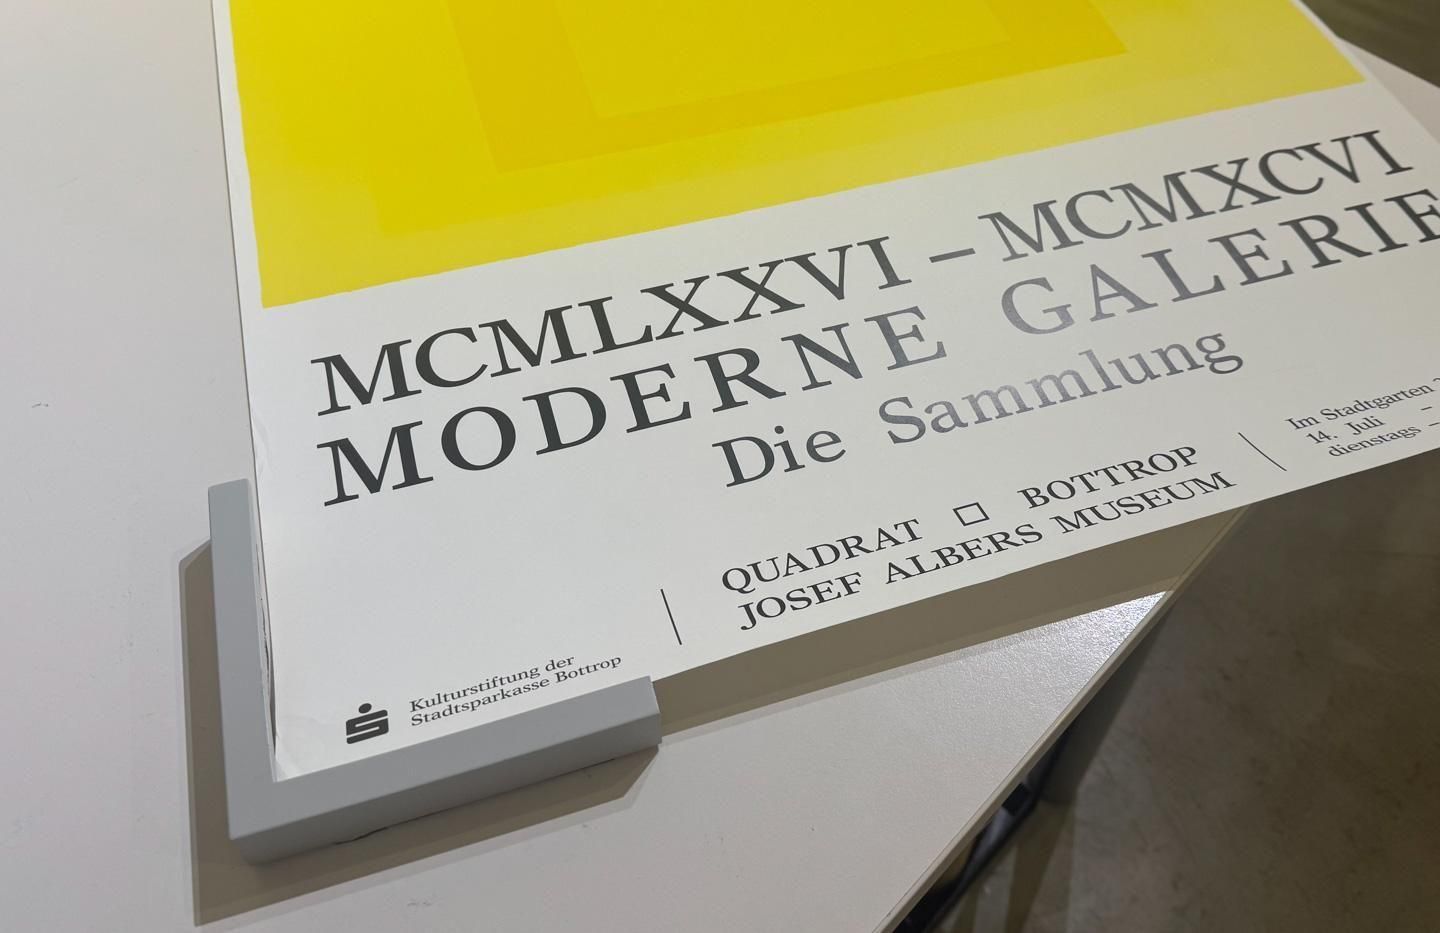 MCMLXXVI – MCMXCVI
MODERNE GALERIE
Die Sammlung
QUADRAT □ BOTTROP
JOSEF ALBERS MUSEUM
Im Stadtgarten
14. Juli –
dienstags –
Kulturstiftung der
Stadtsparkasse Bottrop